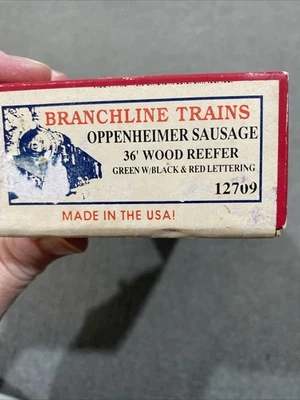 BRANCHLINE TRAINS
OPPENHEIMER SAUSAGE
36' WOOD REEFER
GREEN W/BLACK & RED LETTERING
12709
MADE IN THE USA!